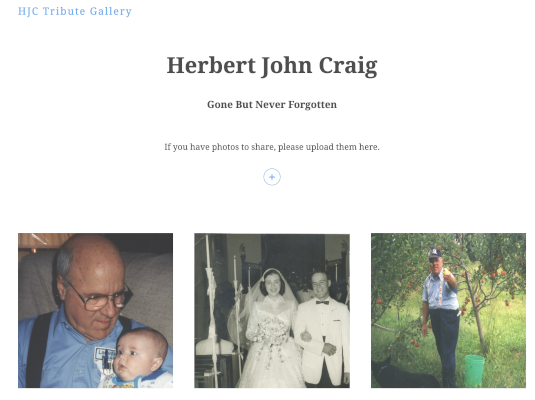 HJC Tribute Gallery
Herbert John Craig
Gone But Never Forgotten
If you have photos to share, please upload them here.
+